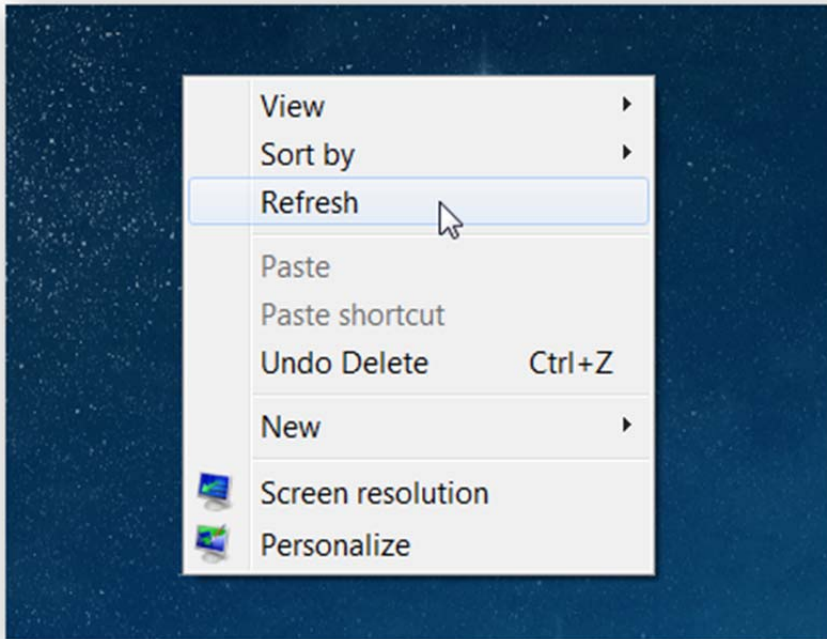 View
Sort by
Refresh
Paste
Paste shortcut
Undo Delete Ctrl+Z
New
Screen resolution
Personalize